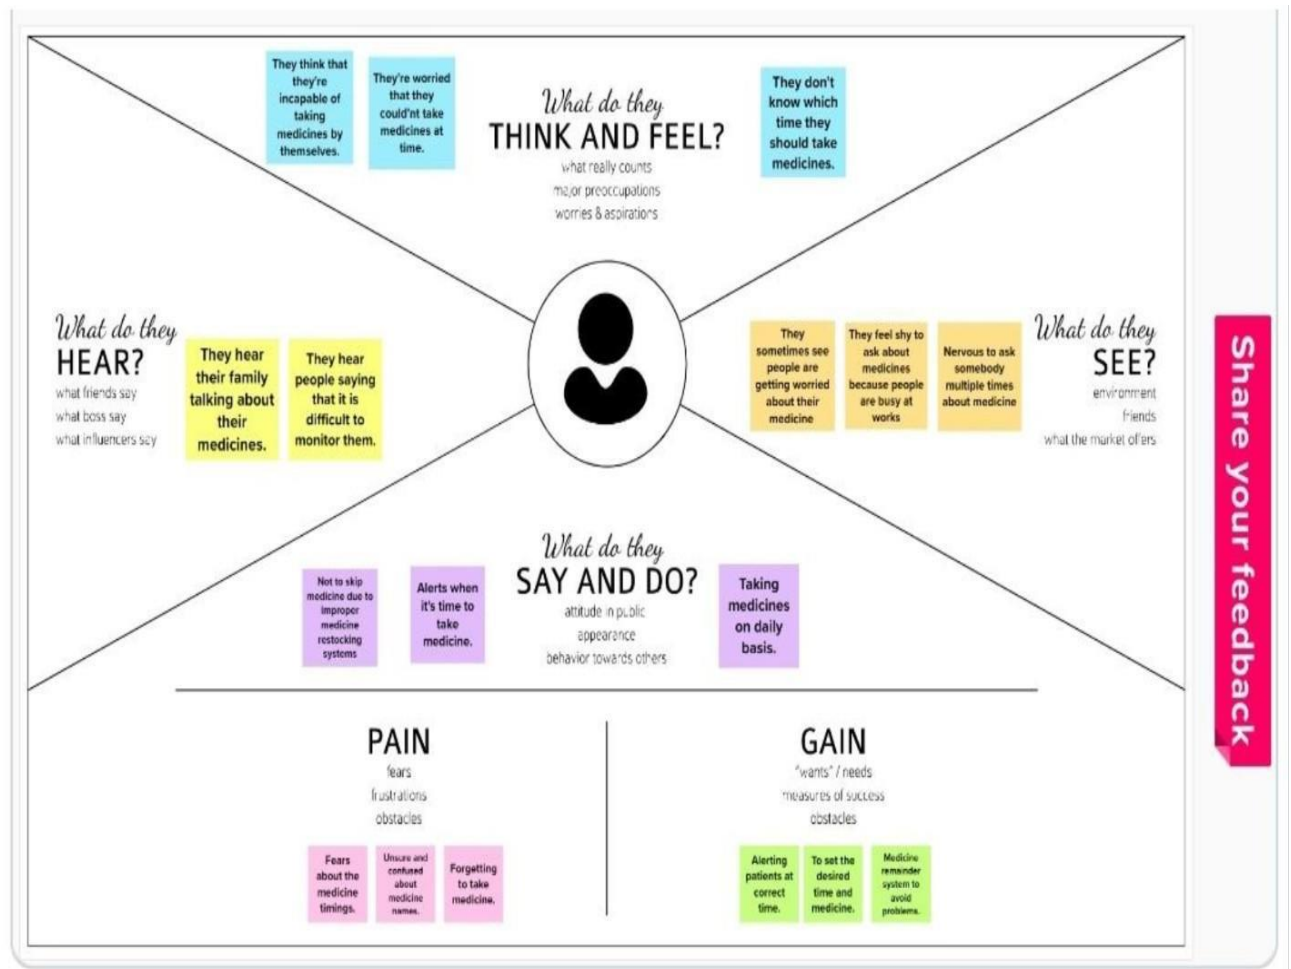 They think that
they're
incapable of
taking
medicines by
themselves.
They're worried
that they
could'nt take
medicines at
time.
What do they
THINK AND FEEL?
what really counts
major preoccupations
worries & aspirations
They don't
know which
time they
should take
medicines.
What do they
HEAR?
what friends say
what boss say
what influencers say
They hear
their family
talking about
their
medicines.
They hear
people saying
that it is
difficult to
monitor them.
They
sometimes see
people are
getting worried
about their
medicine
They feel shy to
ask about
medicines
because people
are busy at
works
Nervous to ask
somebody
multiple times
about medicine
What do they
SEE?
environment
friends
what the market offers
What do they
SAY AND DO?
attitude in public
appearance
behavior towards others
Not to skip
medicine due to
improper
medicine
restocking
systems
Alerts when
it's time to
take
medicine.
Taking
medicines
on daily
basis.
PAIN
fears
frustrations
obstacles
Fears
about the
medicine
timings.
Unsure and
confused
about
medicine
names.
Forgetting
to take
medicine.
GAIN
"wants" / needs
measures of success
obstacles
Alerting
patients at
correct
time.
To set the
desired
time and
medicine.
Medicine
remainder
system to
avoid
problems.
Share your feedback